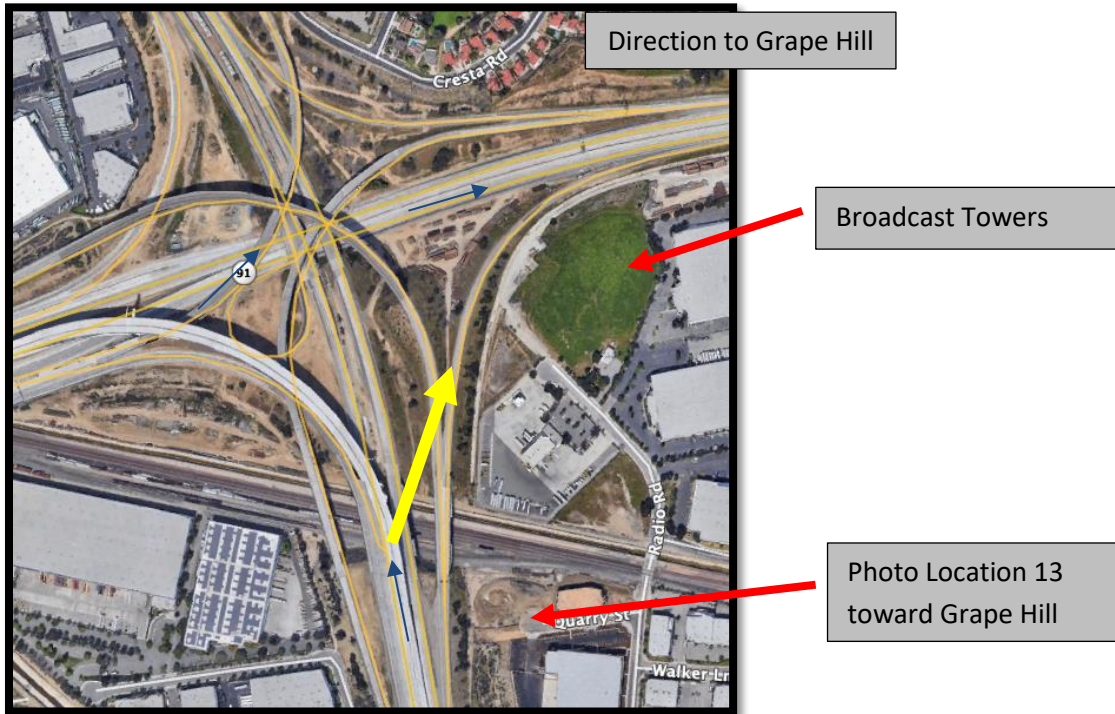 Direction to Grape Hill
Cresta Rd
Broadcast Towers
91
Radio Rd
Photo Location 13
toward Grape Hill
Quarry St
Walker Ln